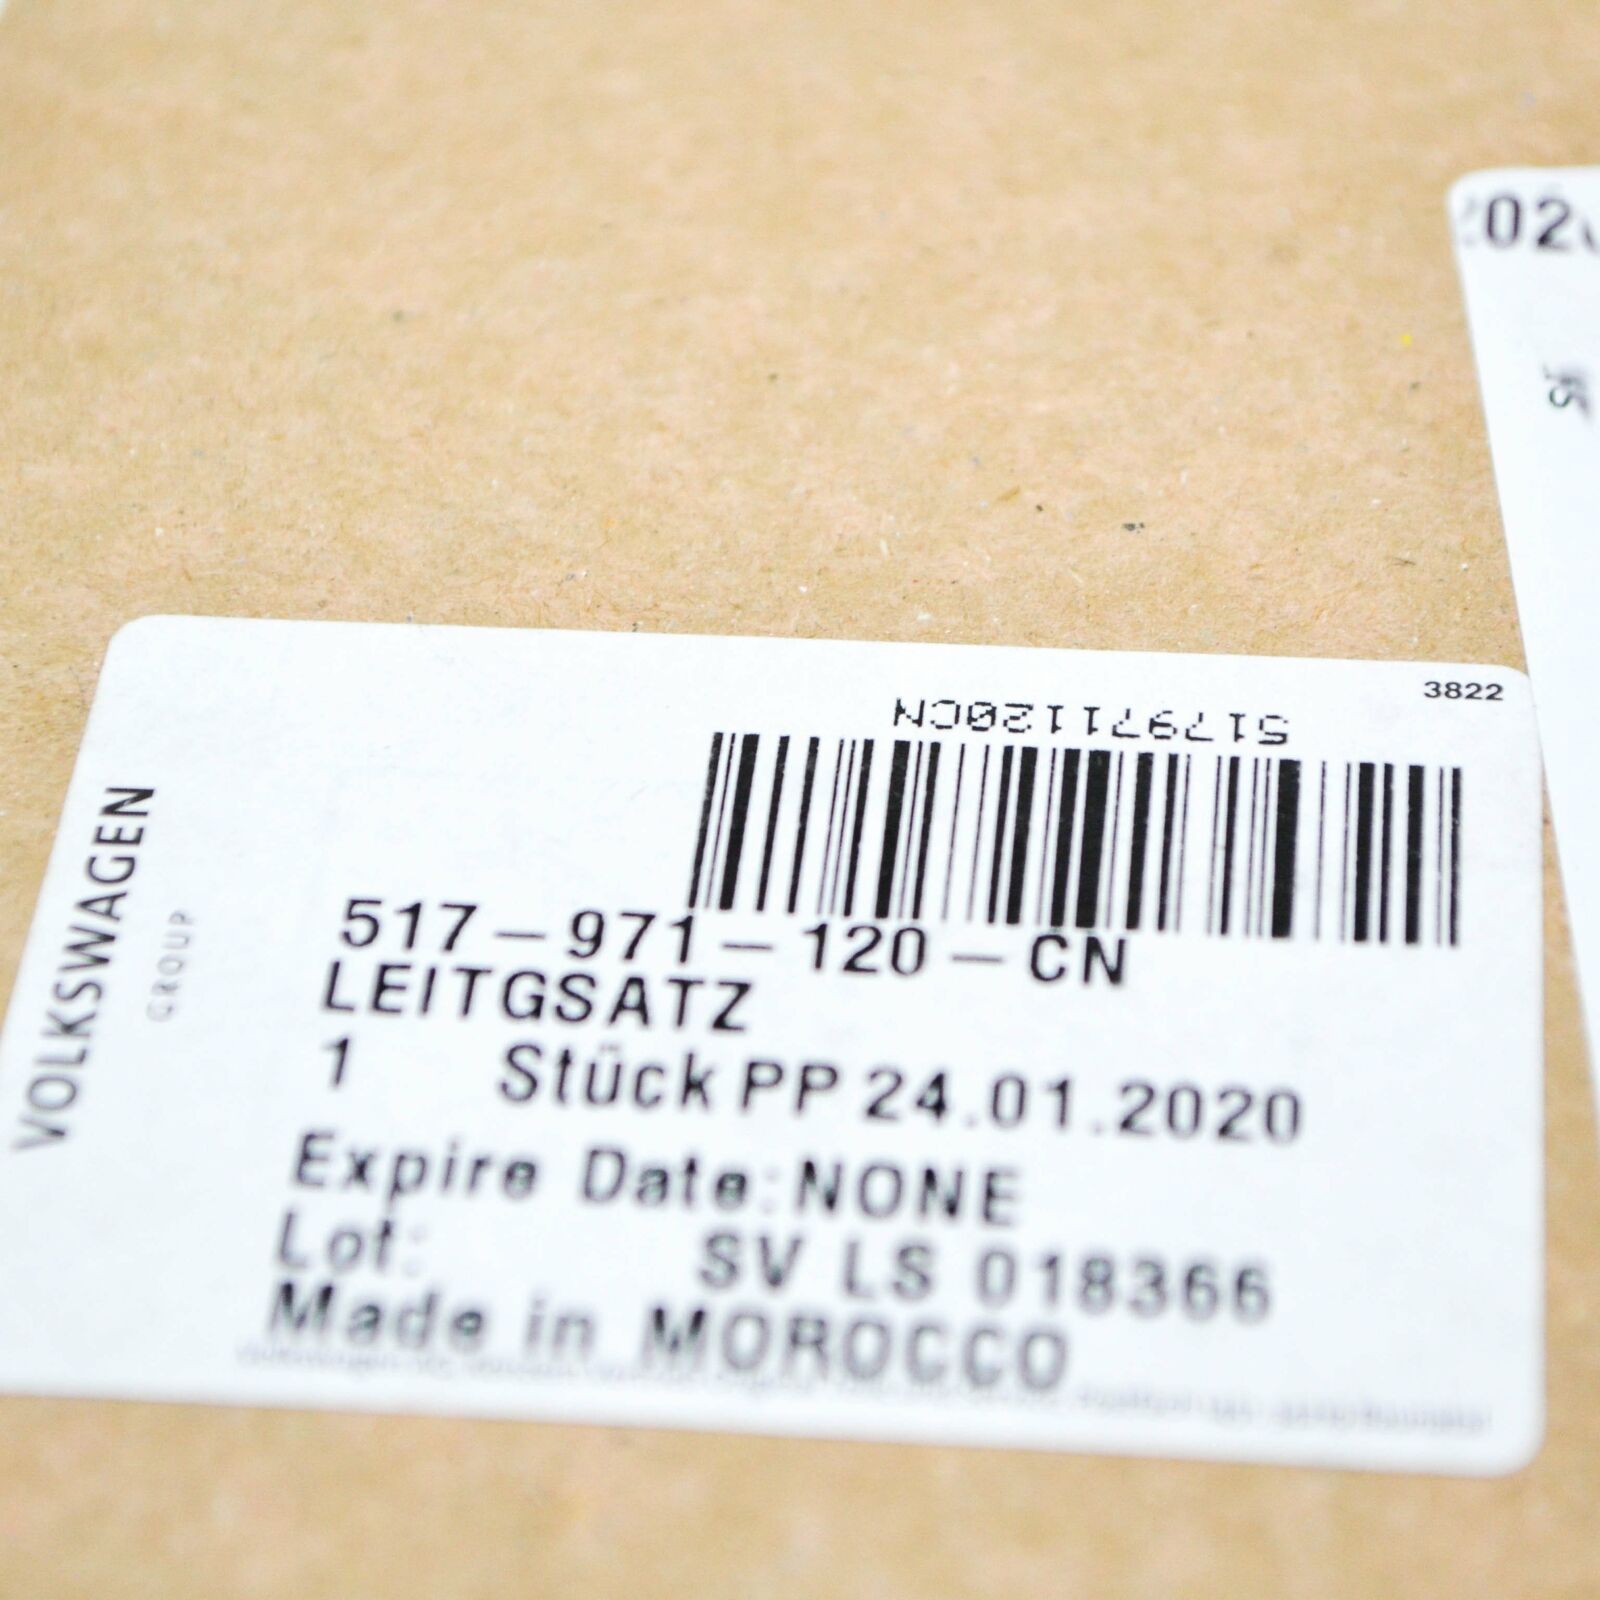 3822
517971120CN
VOLKSWAGEN
GROUP
517-971-120-CN
LEITGSATZ
1 Stück PP 24.01.2020
Expire Date:NONE
Lot: SV LS 018366
Made in MOROCCO